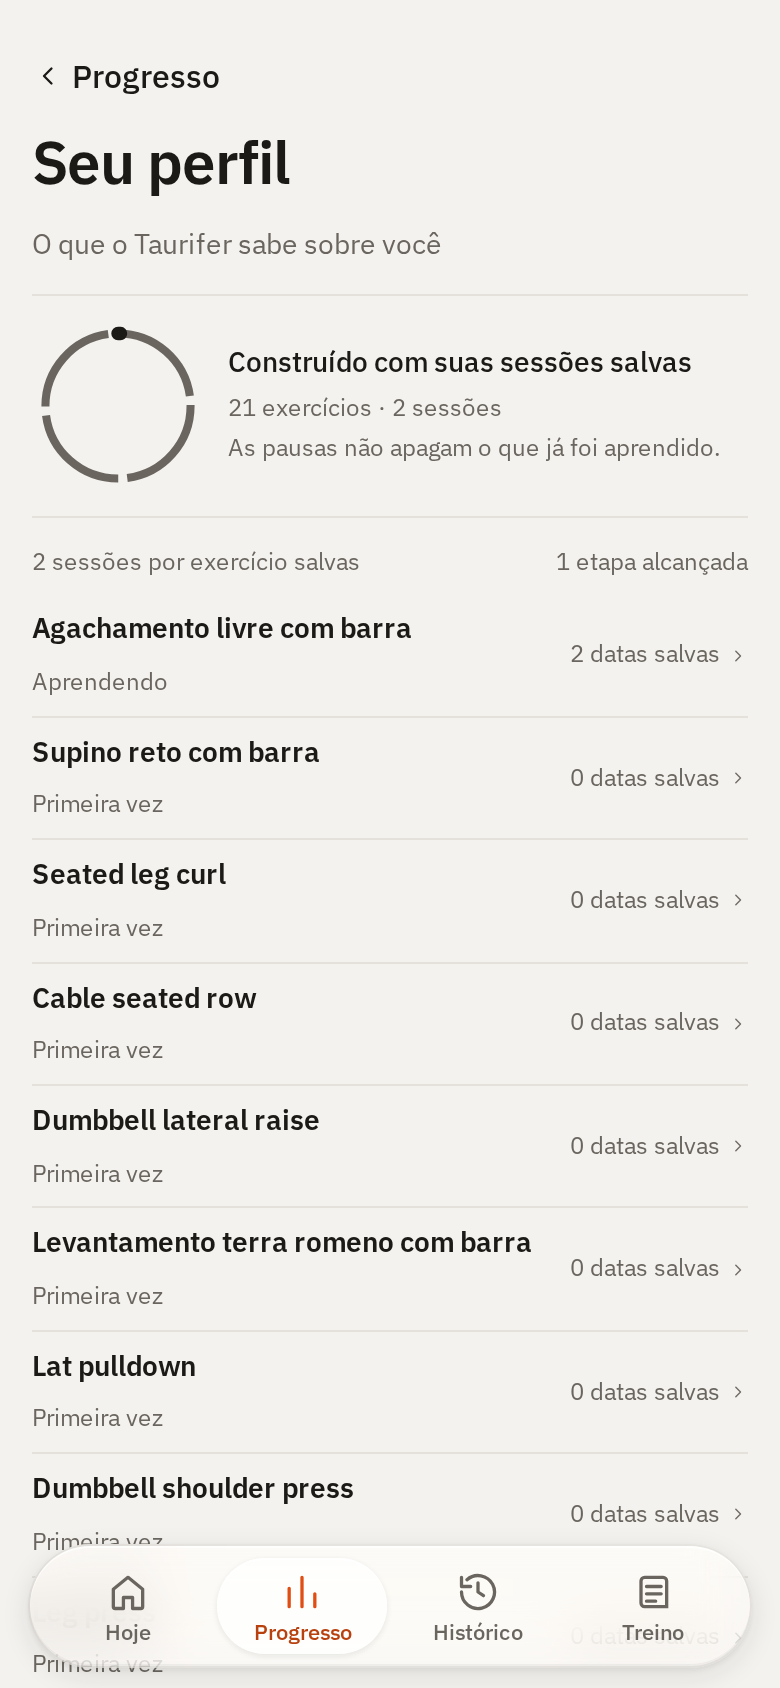 Progresso
Seu perfil
O que o Taurifer sabe sobre você
Construído com suas sessões salvas
21 exercícios · 2 sessões
As pausas não apagam o que já foi aprendido.
2 sessões por exercício salvas
1 etapa alcançada
Agachamento livre com barra
2 datas salvas
Aprendendo
Supino reto com barra
0 datas salvas
Primeira vez
Seated leg curl
0 datas salvas
Primeira vez
Cable seated row
0 datas salvas
Primeira vez
Dumbbell lateral raise
0 datas salvas
Primeira vez
Levantamento terra romeno com barra
0 datas salvas
Primeira vez
Lat pulldown
0 datas salvas
Primeira vez
Dumbbell shoulder press
0 datas salvas
Primeira vez
0 datas salvas
Primeira vez
Hoje
Progresso
Histórico
Treino